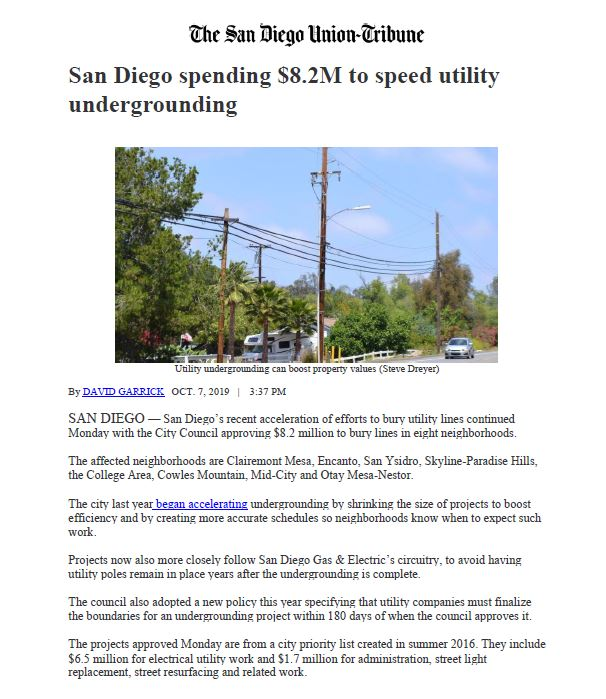 The San Diego Union-Tribune
San Diego spending $8.2M to speed utility
undergrounding
Utility undergrounding can boost property values (Steve Dreyer)
By DAVID GARRICK OCT. 7, 2019 | 3:37 PM
SAN DIEGO — San Diego’s recent acceleration of efforts to bury utility lines continued
Monday with the City Council approving $8.2 million to bury lines in eight neighborhoods.
The affected neighborhoods are Clairemont Mesa, Encanto, San Ysidro, Skyline-Paradise Hills,
the College Area, Cowles Mountain, Mid-City and Otay Mesa-Nestor.
The city last year began accelerating undergrounding by shrinking the size of projects to boost
efficiency and by creating more accurate schedules so neighborhoods know when to expect such
work.
Projects now also more closely follow San Diego Gas & Electric’s circuitry, to avoid having
utility poles remain in place years after the undergrounding is complete.
The council also adopted a new policy this year specifying that utility companies must finalize
the boundaries for an undergrounding project within 180 days of when the council approves it.
The projects approved Monday are from a city priority list created in summer 2016. They include
$6.5 million for electrical utility work and $1.7 million for administration, street light
replacement, street resurfacing and related work.